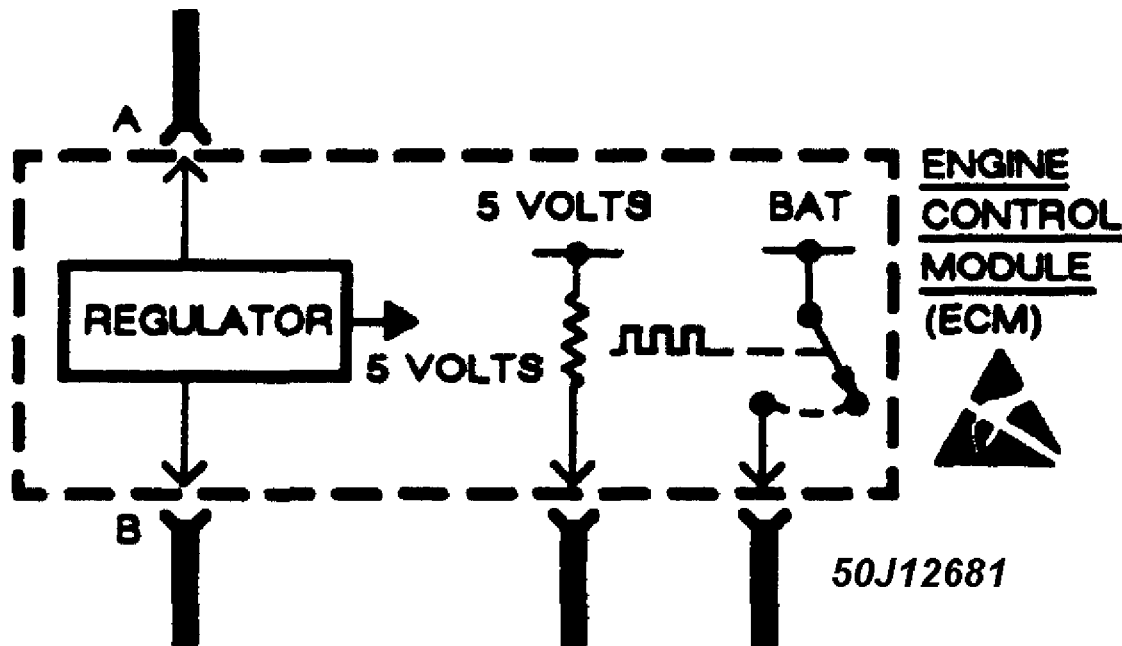 A
ENGINE
CONTROL
MODULE
(ECM)
5 VOLTS
BAT
REGULATOR
5 VOLTS
B
50J12681